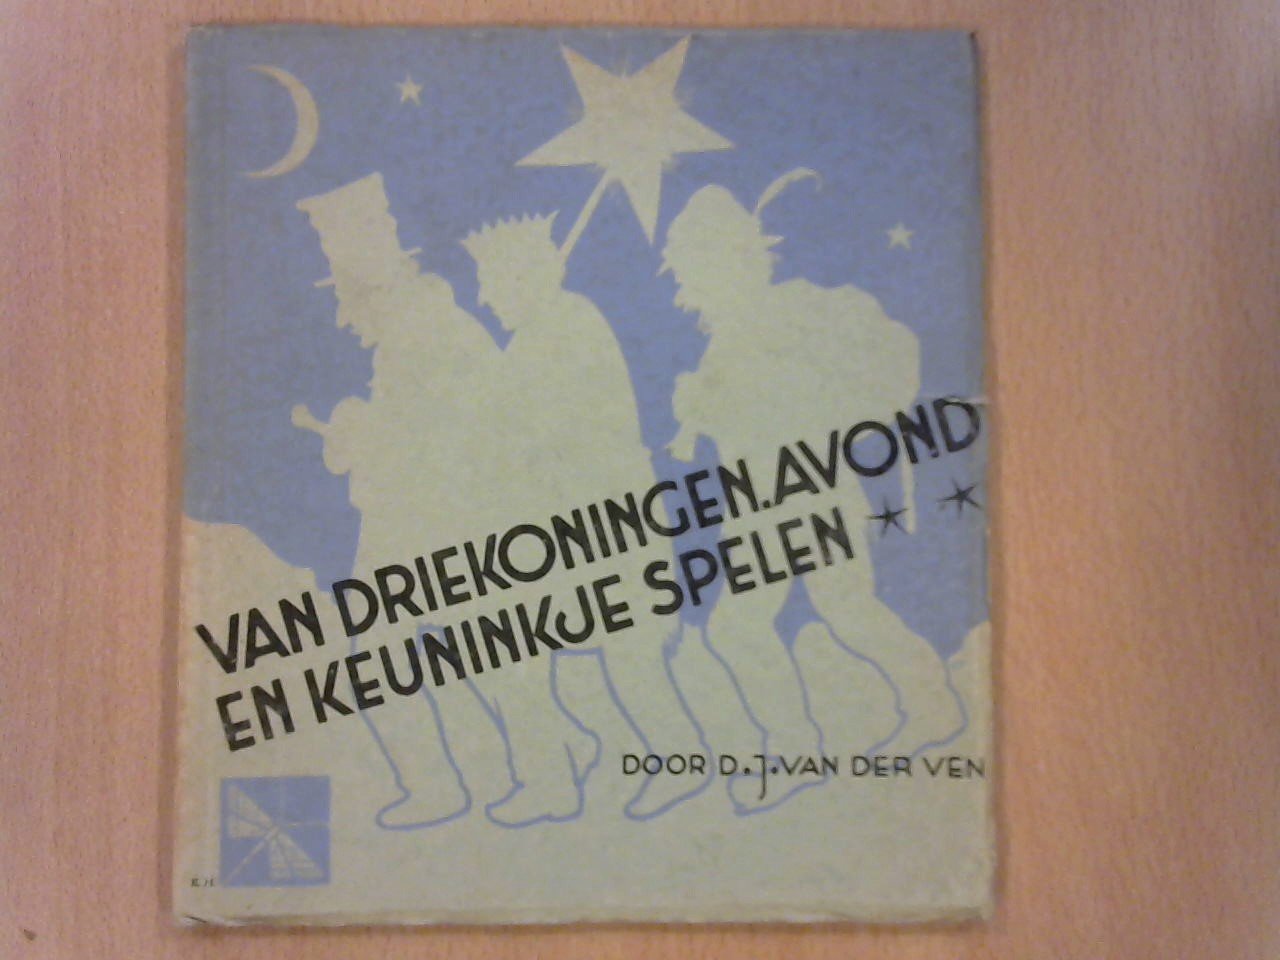 VAN DRIEKONINGEN.AVOND
EN KEUNINKJE SPELEN
DOOR D.J.VAN DER VEN